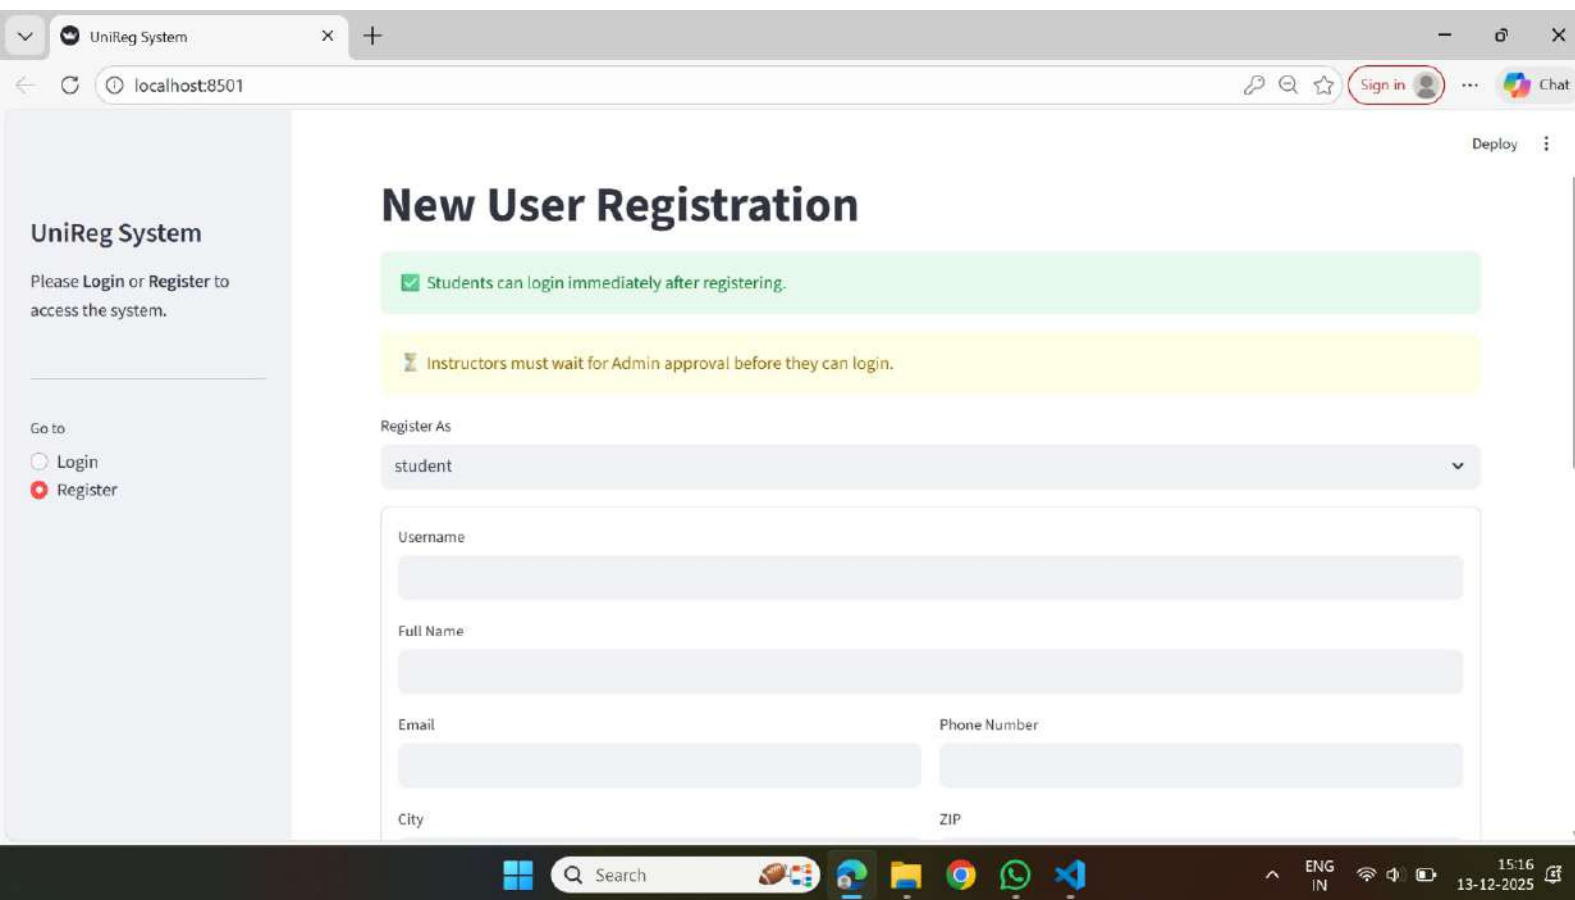 UniReg System
localhost:8501
Sign in
Chat
Deploy
UniReg System
Please Login or Register to
access the system.
Go to
Login
Register
New User Registration
Students can login immediately after registering.
Instructors must wait for Admin approval before they can login.
Register As
student
Username
Full Name
Email
Phone Number
City
ZIP
Search
ENG
IN
15:16
13-12-2025